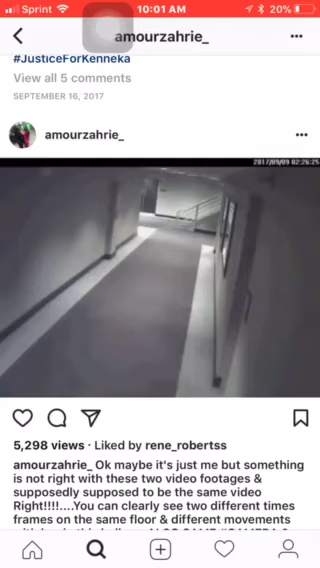 Sprint 10:01 AM 20%
amourzahrie_
#JusticeForKenneka
View all 5 comments
SEPTEMBER 16, 2017
amourzahrie_
2017/09/09 02:26:25
5,298 views · Liked by rene_robertss
amourzahrie_ Ok maybe it's just me but something
is not right with these two video footages &
supposedly supposed to be the same video
Right!!!!....You can clearly see two different times
frames on the same floor & different movements